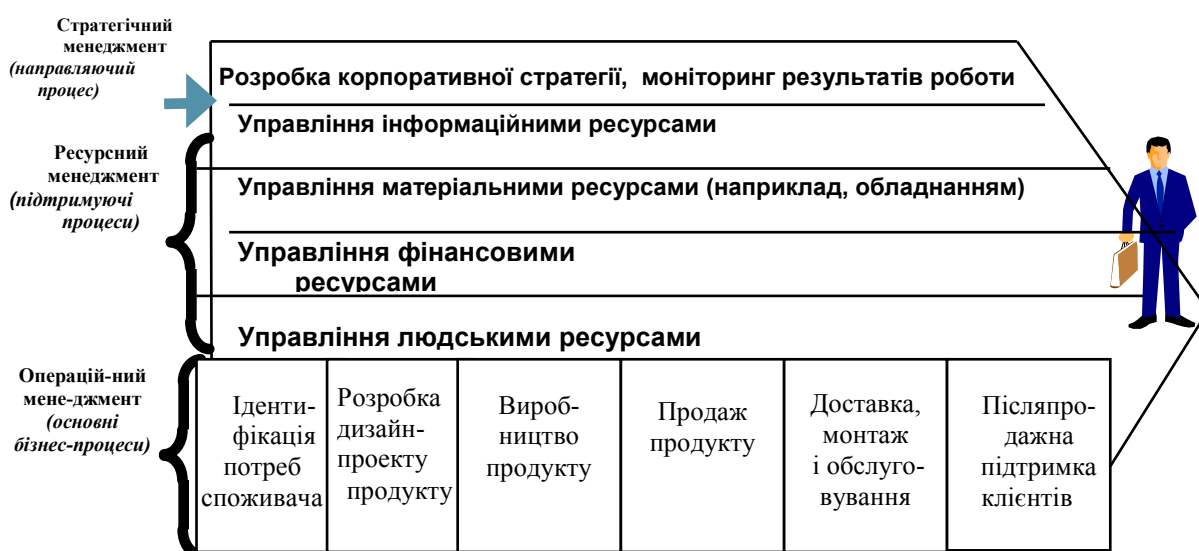 Стратегічний
менеджмент
(направляючий
процес)
Розробка корпоративної стратегії, моніторинг результатів роботи
Управління інформаційними ресурсами
Ресурсний
менеджмент
(підтримуючі
процеси)
Управління матеріальними ресурсами (наприклад, обладнанням)
Управління фінансовими
ресурсами
Управління людськими ресурсами
Операцій-ний
мене-джмент
(основні
бізнес-процеси)
Іденти-
фікація
потреб
споживача
Розробка
дизайн-
проекту
продукту
Вироб-
ництво
продукту
Продаж
продукту
Доставка,
монтаж
і обслуго-
вування
Післяпро-
дажна
підтримка
клієнтів